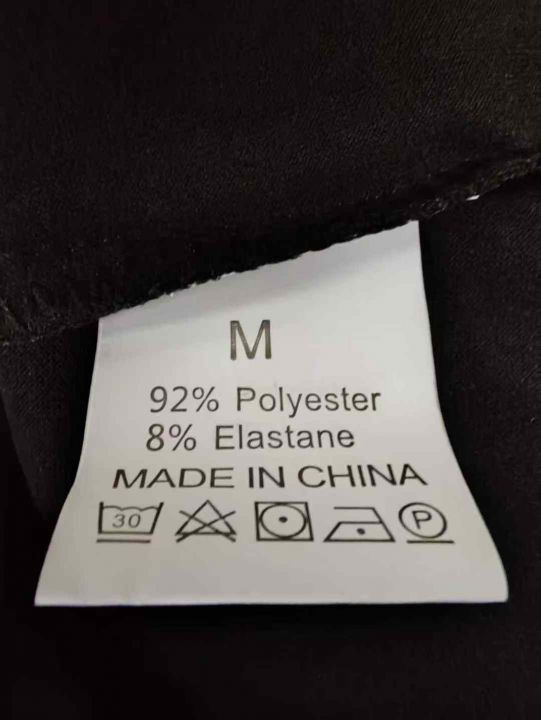 M
92% Polyester
8% Elastane
MADE IN CHINA
30 P